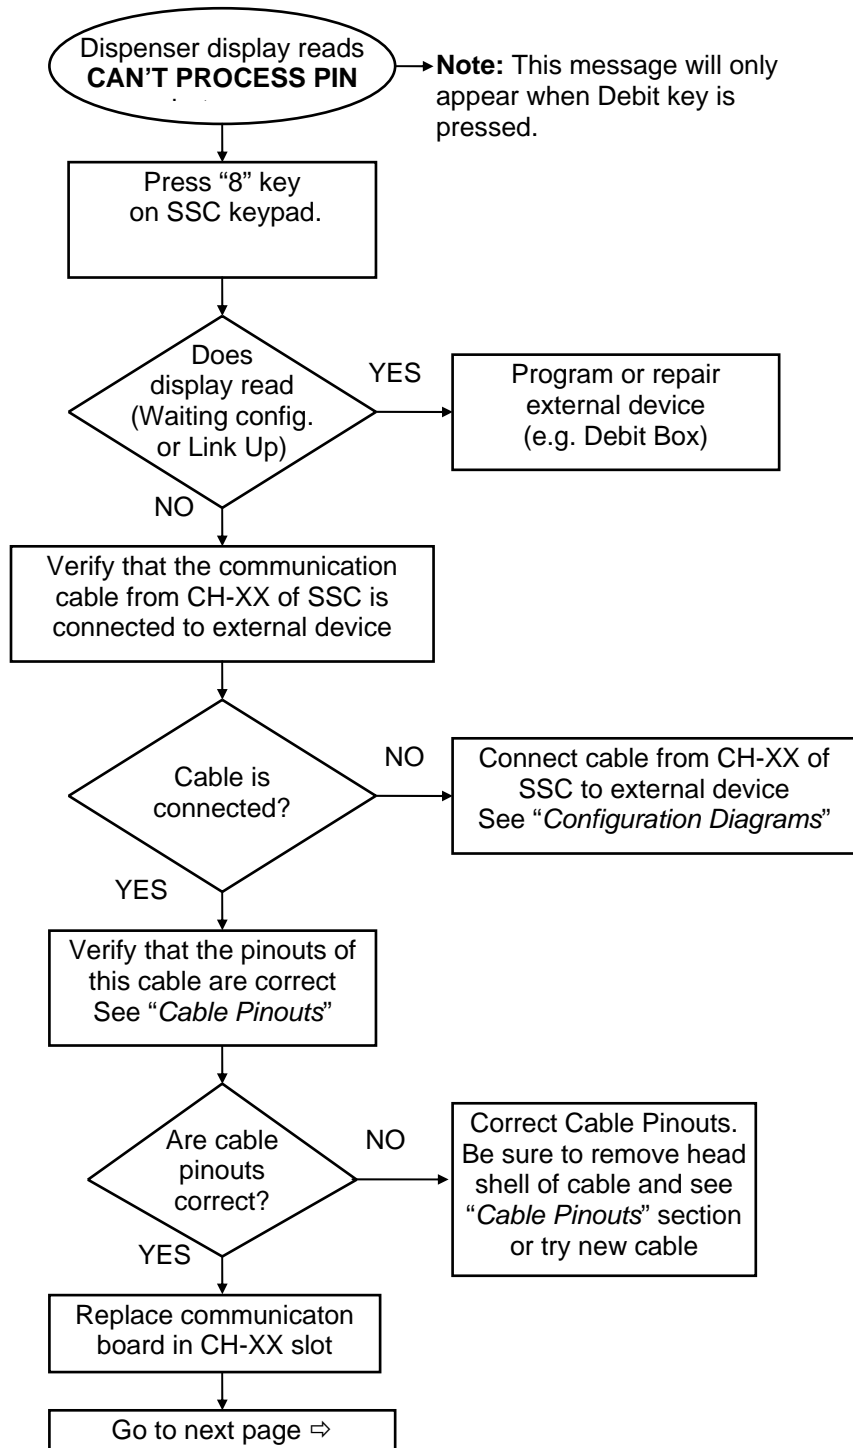 Dispenser display reads
CAN'T PROCESS PIN
Note: This message will only
appear when Debit key is
pressed.
Press “8” key
on SSC keypad.
Does
display read
(Waiting config.
or Link Up)
YES
Program or repair
external device
(e.g. Debit Box)
NO
Verify that the communication
cable from CH-XX of SSC is
connected to external device
Cable is
connected?
NO
Connect cable from CH-XX of
SSC to external device
See “Configuration Diagrams”
YES
Verify that the pinouts of
this cable are correct
See “Cable Pinouts”
Are cable
pinouts
correct?
NO
Correct Cable Pinouts.
Be sure to remove head
shell of cable and see
“Cable Pinouts” section
or try new cable
YES
Replace communicaton
board in CH-XX slot
Go to next page ⇨